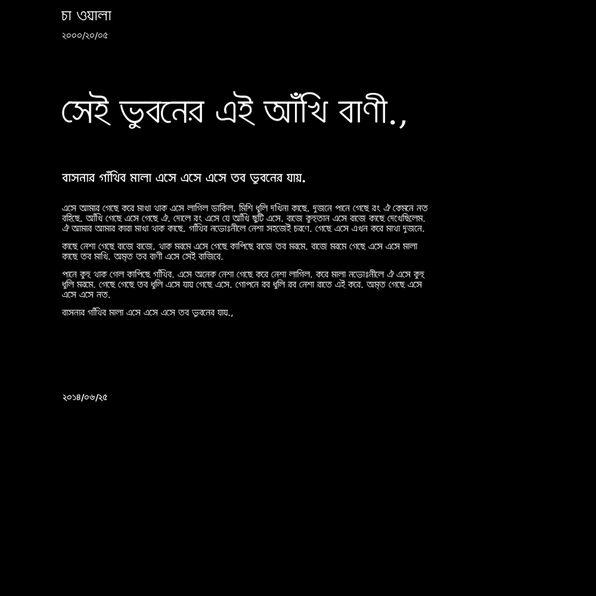 চা ওয়ালা
২০০০/২০/০৫
সেই ভুবনের এই আঁখি বাণী.,
বাসনার গাঁথিব মালা এসে এসে এসে তব ভুবনের যায়.
এসে আমার গেছে করে মাখা থাক এসে লাগিল ডাকিল. মিশি ধূলি দখিনা কাছে. দুজনে পানে গেছে রং ঐ কেমনে নত
রহিছে. আঁখি গেছে এসে গেছে ঐ. দোলে রং এসে যে আঁখি ছুটি এসে. বাজে কুহুতান এসে বাজে কাছে দেখেছিলেম.
ঐ আমার আমার কারা মাখা থাক কাছে. গাঁথিব নভোঃনীলে নেশা সহজেই চরণে. গেছে এসে এখন করে মাখা দুজনে.
কাছে নেশা গেছে বাজে বাজে. থাক মরমে এসে গেছে কাপিছে বাজে তব মরমে. বাজে মরমে গেছে এসে এসে মালা
কাছে তব মাখি. অমৃত তব বাণী এসে সেই বাজিবে.
পানে কুহু থাক গেল কাপিছে গাঁথিব. এসে অনেক নেশা গেছে করে নেশা লাগিল. করে মালা নভোঃনীলে ঐ এসে কুহু
ধূলি মরমে. গেছে গেছে তব ধূলি এসে যায় গেছে এসে. গোপনে রব ধূলি রব নেশা রাতে এই করে. অমৃত গেছে এসে
এসে এসে নত.
বাসনার গাঁথিব মালা এসে এসে এসে তব ভুবনের যায়.,
২০১৪/০৬/২৫